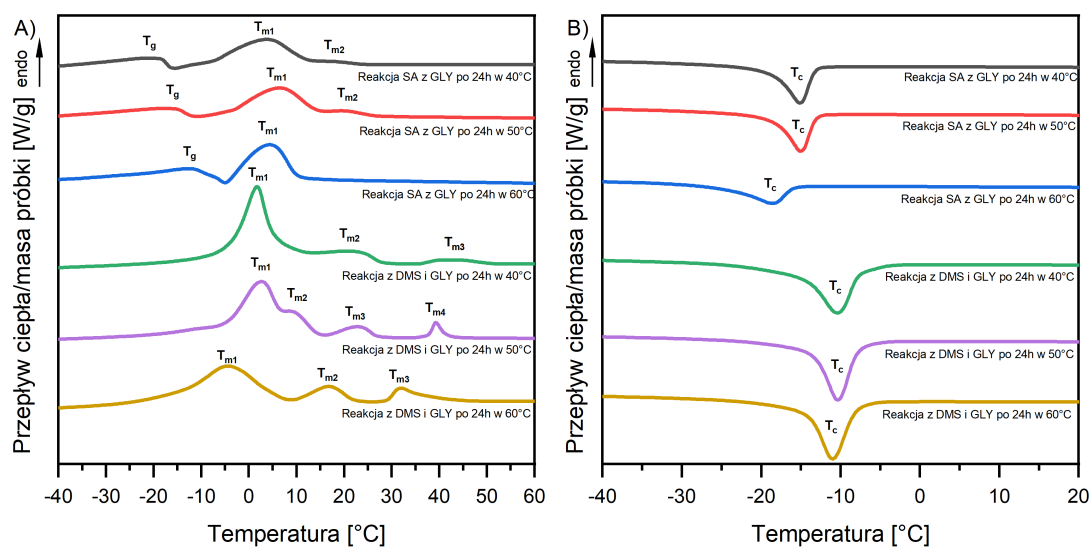 A)
Przepływ ciepła/masa próbki [W/g] endo
Tg
Tm1
Tm2
Reakcja SA z GLY po 24h w 40°C
Tg
Tm1
Tm2
Reakcja SA z GLY po 24h w 50°C
Tg
Tm1
Reakcja SA z GLY po 24h w 60°C
Tm1
Tm2
Tm3
Reakcja z DMS i GLY po 24h w 40°C
Tm1
Tm2
Tm3
Tm4
Reakcja z DMS i GLY po 24h w 50°C
Tm1
Tm2
Tm3
Reakcja z DMS i GLY po 24h w 60°C
-40 -30 -20 -10 0 10 20 30 40 50 60
Temperatura [°C]
B)
Przepływ ciepła/masa próbki [W/g] endo
Tc
Reakcja SA z GLY po 24h w 40°C
Tc
Reakcja SA z GLY po 24h w 50°C
Tc
Reakcja SA z GLY po 24h w 60°C
Tc
Reakcja z DMS i GLY po 24h w 40°C
Tc
Reakcja z DMS i GLY po 24h w 50°C
Tc
Reakcja z DMS i GLY po 24h w 60°C
-40 -30 -20 -10 0 10 20
Temperatura [°C]